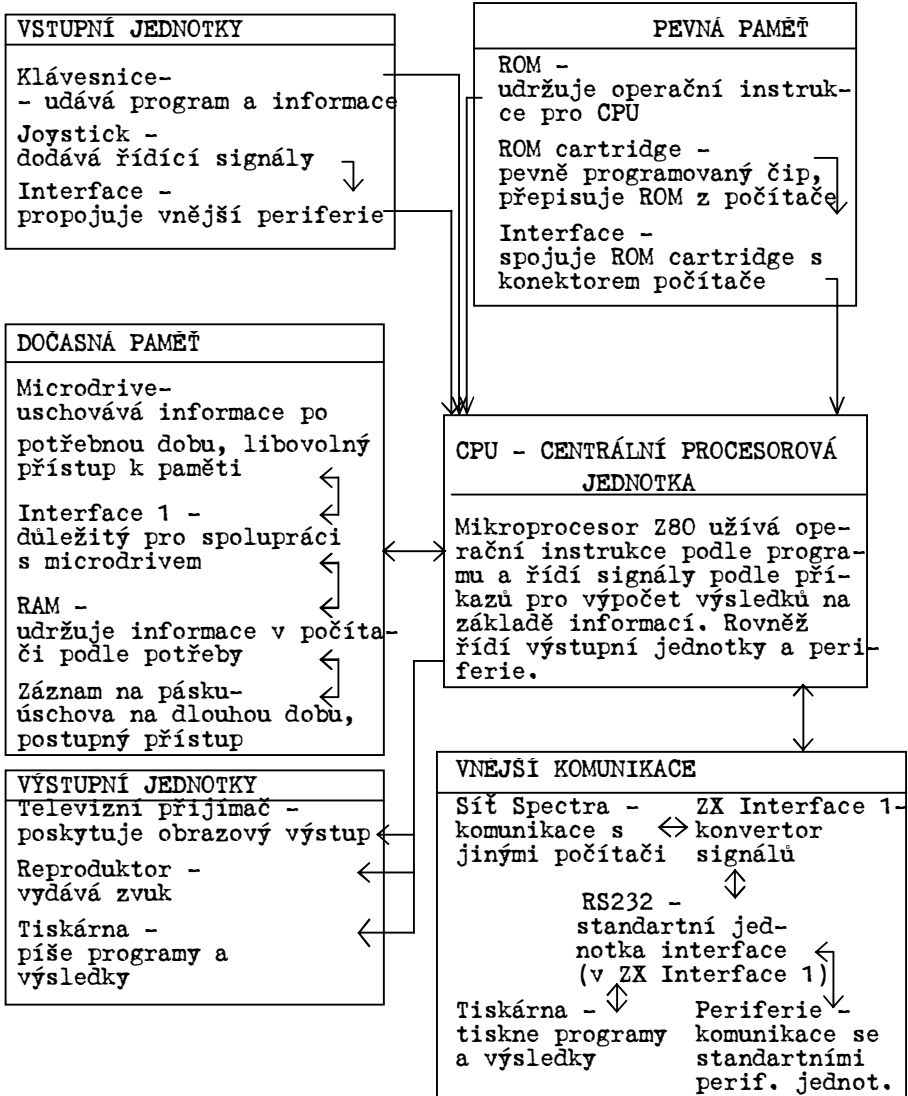 VSTUPNÍ JEDNOTKY
Klávesnice-
- udává program a informace
Joystick -
dodává řídící signály
Interface -
propojuje vnější periferie
PEVNÁ PAMĚŤ
ROM -
udržuje operační instruk-
ce pro CPU
ROM cartridge -
pevně programovaný čip,
přepisuje ROM z počítače
Interface -
spojuje ROM cartridge s
konektorem počítače
DOČASNÁ PAMĚŤ
Microdrive-
uschovává informace po
potřebnou dobu, libovolný
přístup k paměti
Interface 1 -
důležitý pro spolupráci
s microdrivem
RAM -
udržuje informace v počíta-
či podle potřeby
Záznam na pásku-
úschova na dlouhou dobu,
postupný přístup
CPU - CENTRÁLNÍ PROCESOROVÁ
JEDNOTKA
Mikroprocesor Z80 užívá ope-
rační instrukce podle progra-
mu a řídí signály podle pří-
kazů pro výpočet výsledků na
základě informací. Rovněž
řídí výstupní jednotky a peri-
ferie.
VÝSTUPNÍ JEDNOTKY
Televizní přijímač -
poskytuje obrazový výstup
Reproduktor -
vydává zvuk
Tiskárna -
píše programy a
výsledky
VNĚJŠÍ KOMUNIKACE
Síť Spectra -
komunikace s
jinými počítači
ZX Interface 1-
konvertor
signálů
RS232 -
standartní jed-
notka interface
(v ZX Interface 1)
Tiskárna -
tiskne programy
a výsledky
Periferie -
komunikace se
standartními
perif. jednot.